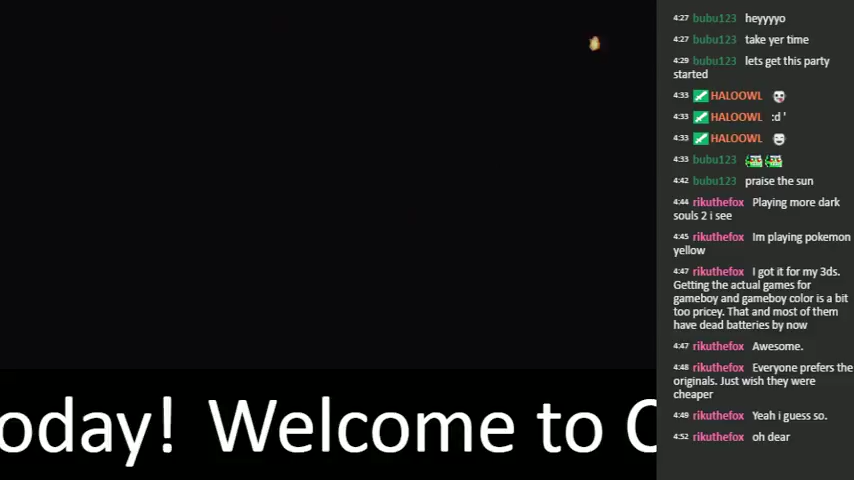 4:27 bubu123 heyyyyo
4:27 bubu123 take yer time
4:29 bubu123 lets get this party
started
4:33 HALOOWL
4:33 HALOOWL :d '
4:33 HALOOWL
4:33 bubu123
4:42 bubu123 praise the sun
4:44 rikuthefox Playing more dark
souls 2 i see
4:45 rikuthefox Im playing pokemon
yellow
4:47 rikuthefox I got it for my 3ds.
Getting the actual games for
gameboy and gameboy color is a bit
too pricey. That and most of them
have dead batteries by now
4:47 rikuthefox Awesome.
4:48 rikuthefox Everyone prefers the
originals. Just wish they were
cheaper
4:49 rikuthefox Yeah i guess so.
4:52 rikuthefox oh dear
oday! Welcome to C